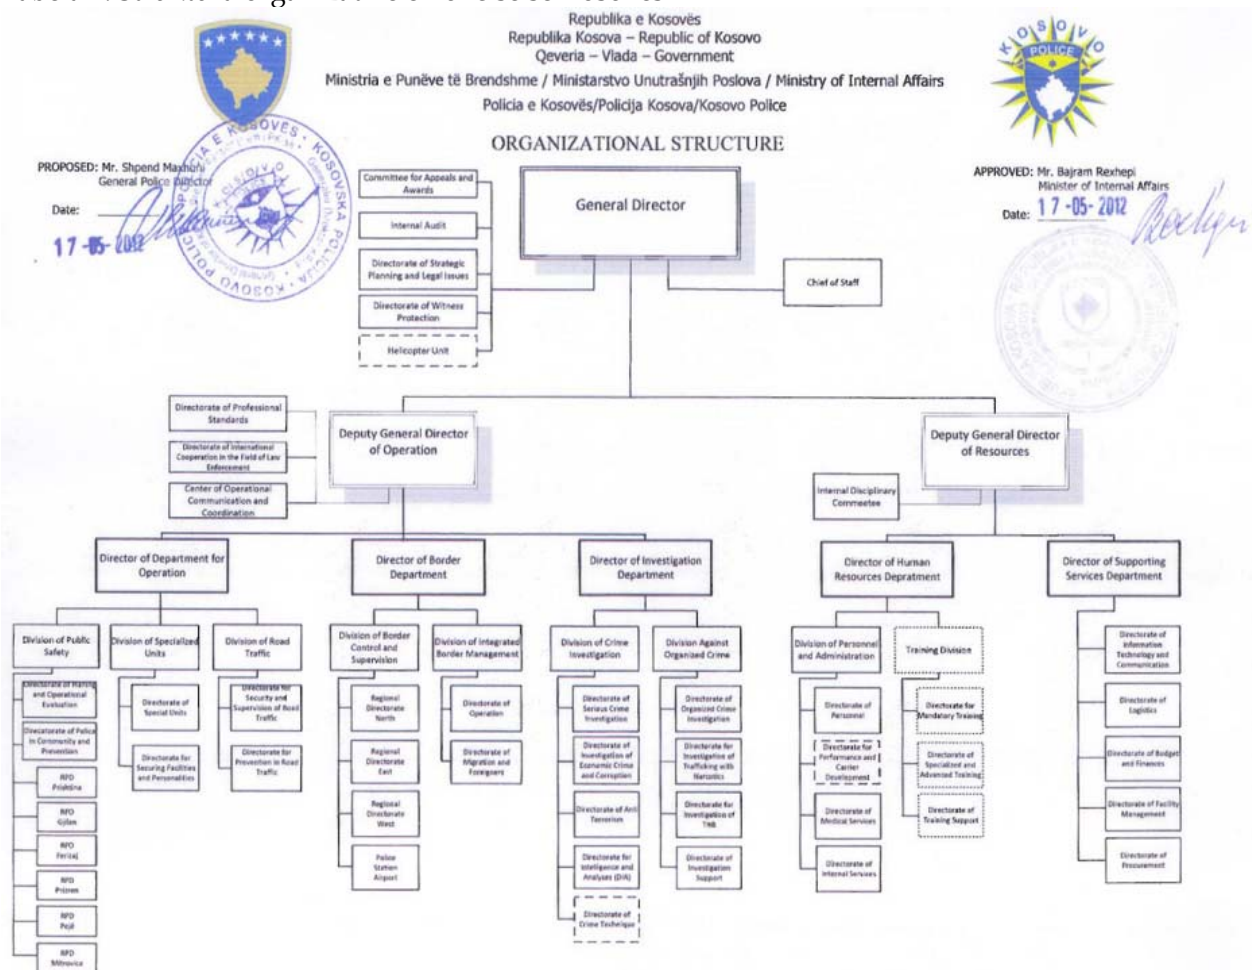 Republika e Kosovës
Republika Kosova – Republic of Kosovo
Qeveria – Vlada – Government
Ministria e Punëve të Brendshme / Ministarstvo Unutrašnjih Poslova / Ministry of Internal Affairs
Policia e Kosovës/Policija Kosova/Kosovo Police
KOSOVO
POLICE
ORGANIZATIONAL STRUCTURE
PROPOSED: Mr. Shpend Maxhuni
General Police Director
Date:
17-05-2012
POLICIA E KOSOVËS • KOSOVSKA POLICIJA • KOSOVO POLICE
APPROVED: Mr. Bajram Rexhepi
Minister of Internal Affairs
Date: 17-05-2012
General Director
Committee for Appeals and
Awards
Internal Audit
Directorate of Strategic
Planning and Legal Issues
Directorate of Witness
Protection
Helicopter Unit
Chief of Staff
Directorate of Professional
Standards
Directorate of International
Cooperation in the Field of Law
Enforcement
Center of Operational
Communication and
Coordination
Deputy General Director
of Operation
Deputy General Director
of Resources
Internal Disciplinary
Commeetee
Director of Department for
Operation
Director of Border
Department
Director of Investigation
Department
Director of Human
Resources Depratment
Director of Supporting
Services Department
Division of Public
Safety
Directorate of Planing
and Operational
Evaluation
Direcatorate of Police
in Community and
Prevention
RPD
Prishtina
RPD
Gjilan
RPD
Ferizaj
RPD
Prizren
RPD
Pejë
RPD
Mitrovica
Division of Specialized
Units
Directorate of
Special Units
Directorate for
Securing Facilities
and Personalities
Division of Road
Traffic
Directorate for
Security and
Supervision of Road
Traffic
Directorate for
Prevention in Road
Traffic
Division of Border
Control and
Supervision
Regional
Directorate
North
Regional
Directorate
East
Regional
Directorate
West
Police
Station
Airport
Division of Integrated
Border Management
Directorate of
Operation
Directorate of
Migration and
Foreigners
Division of Crime
Investigation
Directorate of
Serious Crime
Investigation
Directorate of
Investigation of
Economic Crime
and Corruption
Directorate of Anti
Terrorism
Directorate for
Intelligence and
Analyses (DIA)
Directorate of
Crime Technique
Division Against
Organized Crime
Directorate of
Organized Crime
Investigation
Directorate for
Investigation of
Trafficking with
Narcotics
Directorate for
Investigation of
THB
Directorate of
Investigation
Support
Division of Personnel
and Administration
Directorate of
Personnel
Directorate for
Performance and
Carrier
Development
Directorate of
Medical Services
Directorate of
Internal Services
Training Division
Directorate for
Mandatory Training
Directorate of
Specialized and
Advanced Training
Directorate of
Training Support
Directorate of
Information
Technology and
Communication
Directorate of
Logistics
Directorate of Budget
and Finances
Directorate of Facility
Management
Directorate of
Procurement